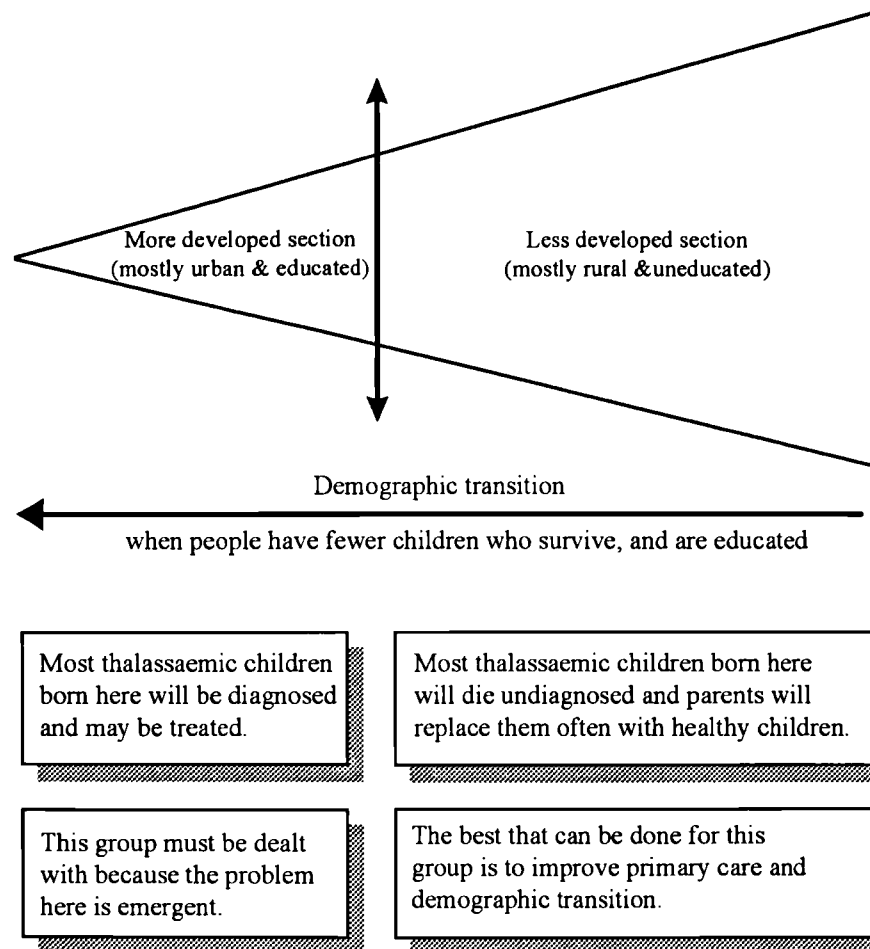 More developed section
(mostly urban & educated)
Less developed section
(mostly rural &uneducated)
Demographic transition
when people have fewer children who survive, and are educated
Most thalassaemic children
born here will be diagnosed
and may be treated.
Most thalassaemic children born here
will die undiagnosed and parents will
replace them often with healthy children.
This group must be dealt
with because the problem
here is emergent.
The best that can be done for this
group is to improve primary care and
demographic transition.